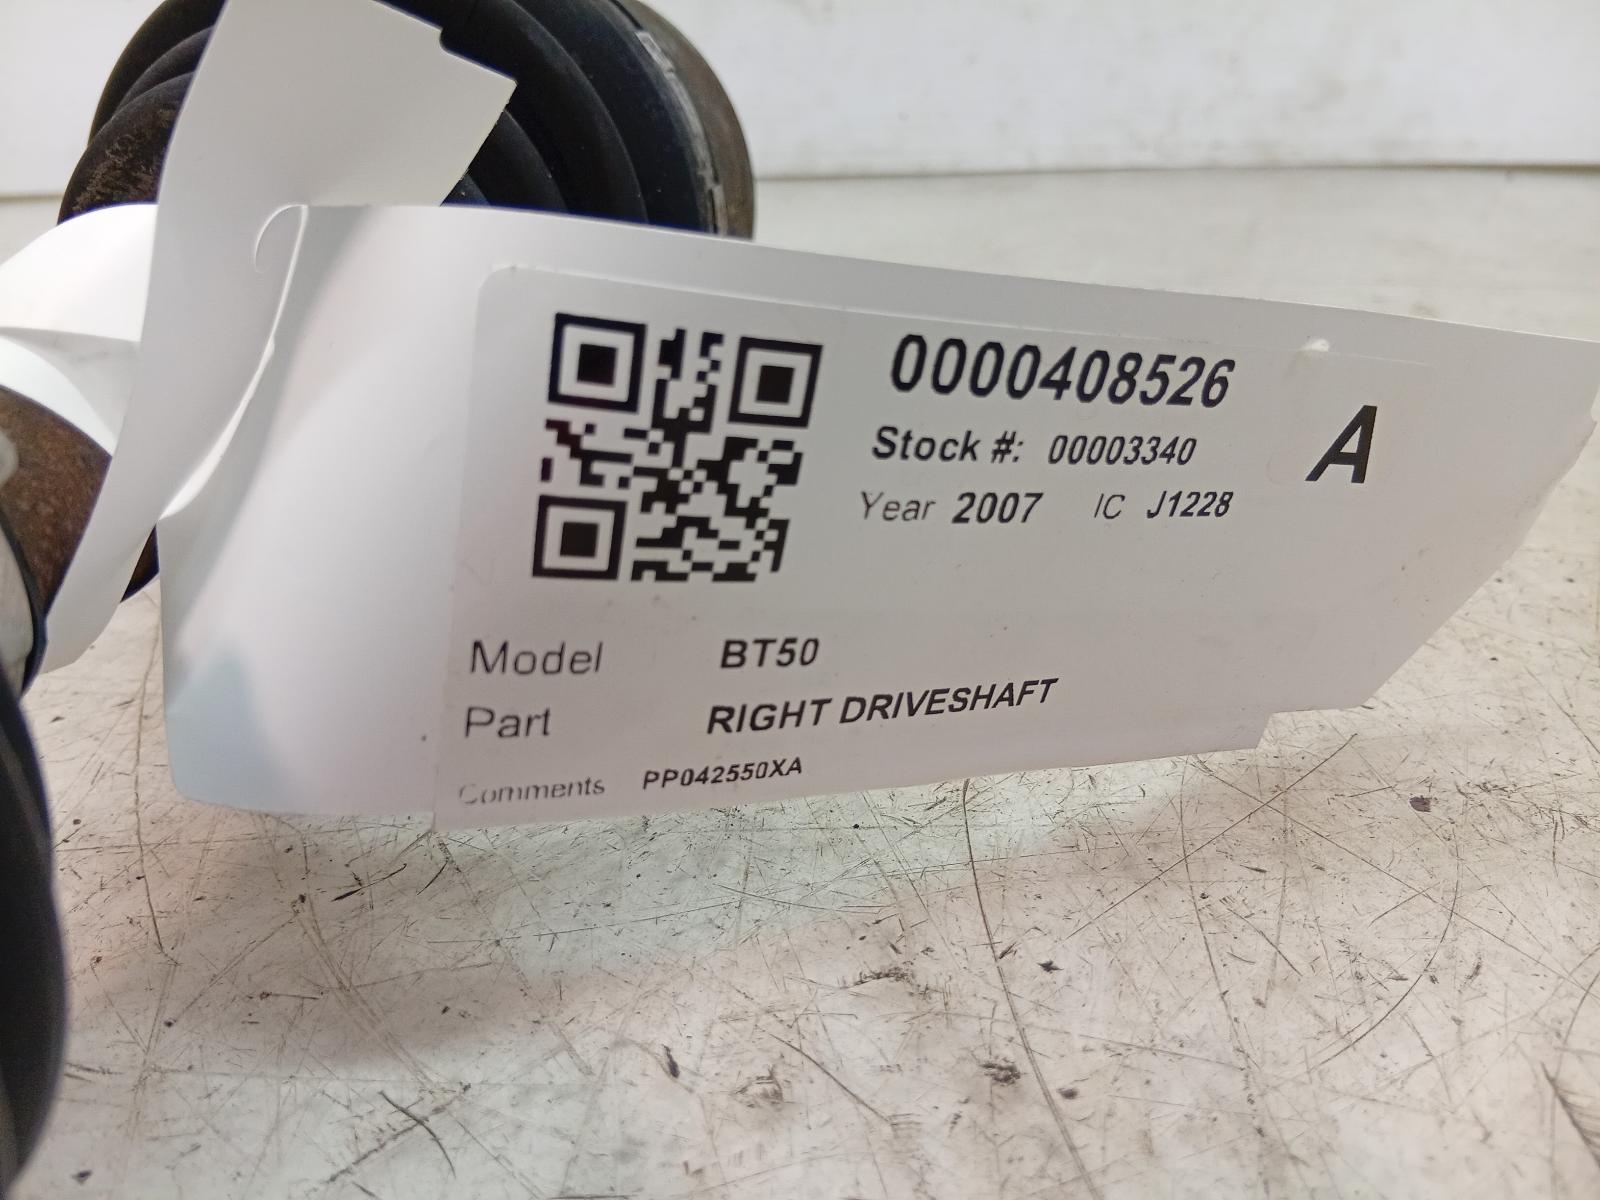 0000408526
A
Stock #: 00003340
Year 2007 IC J1228
Model BT50
Part RIGHT DRIVESHAFT
Comments PP042550XA